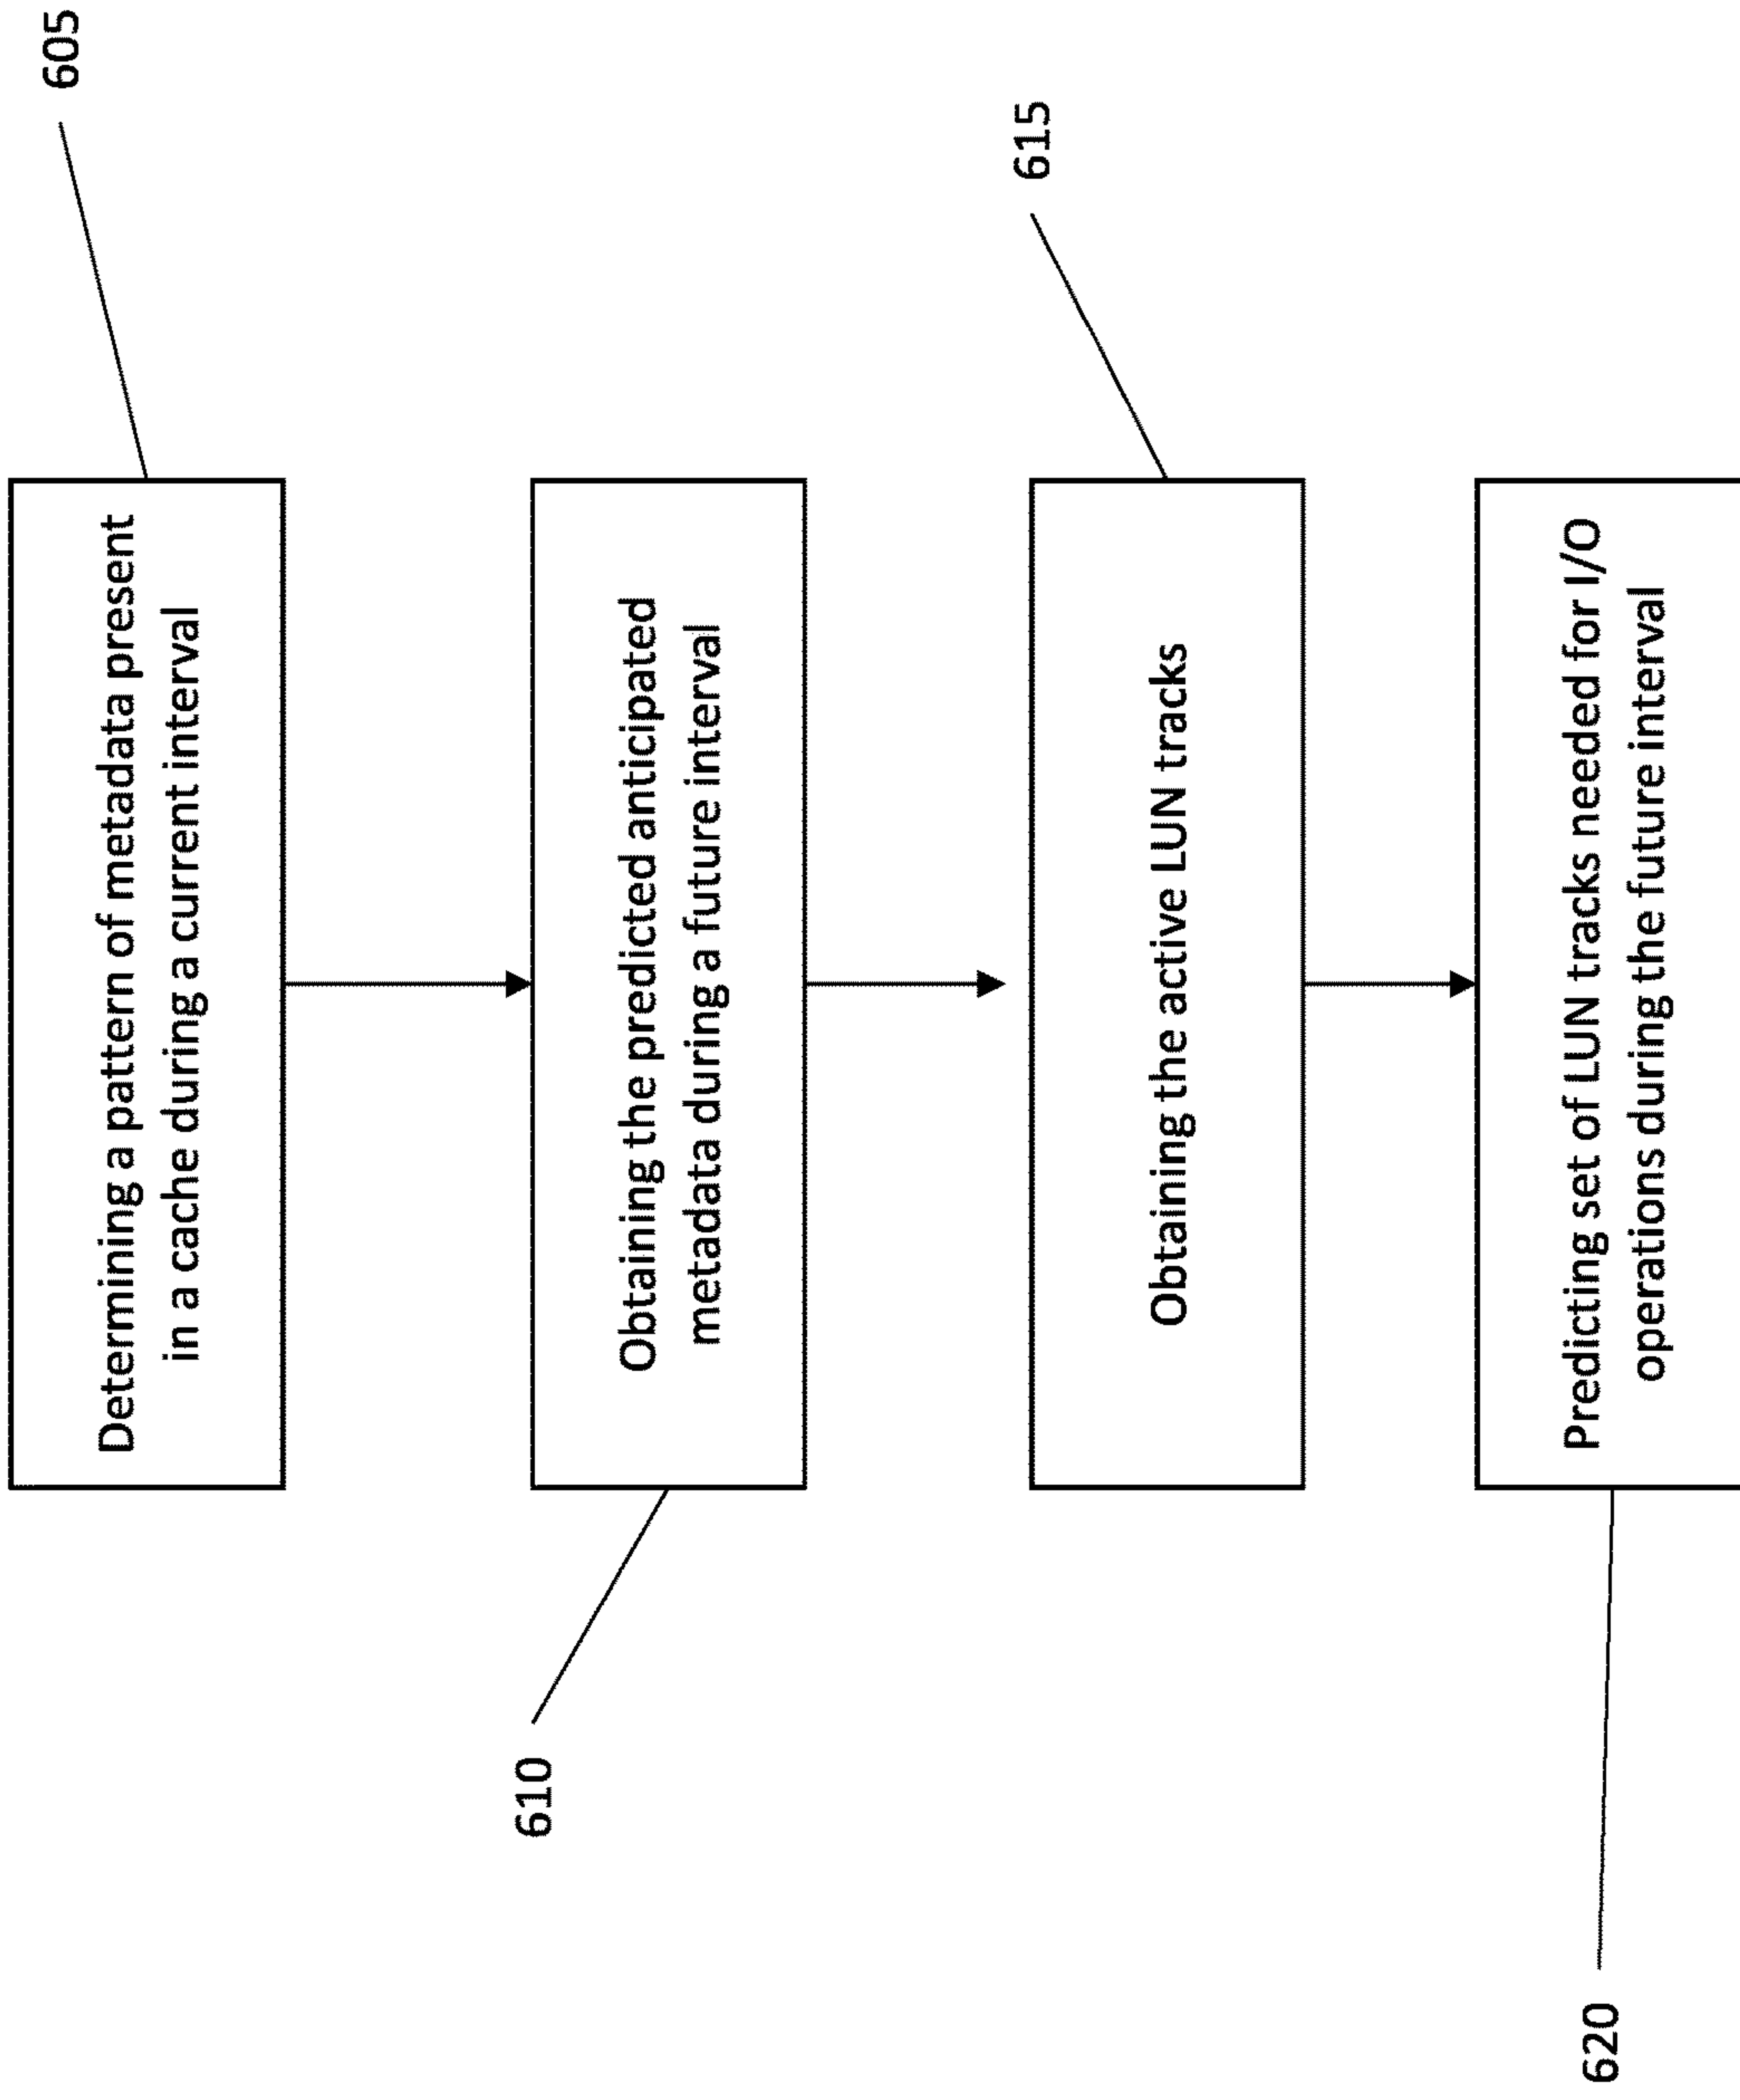 605
Determining a pattern of metadata present
in a cache during a current interval
610
Obtaining the predicted anticipated
metadata during a future interval
615
Obtaining the active LUN tracks
620
Predicting set of LUN tracks needed for I/O
operations during the future interval